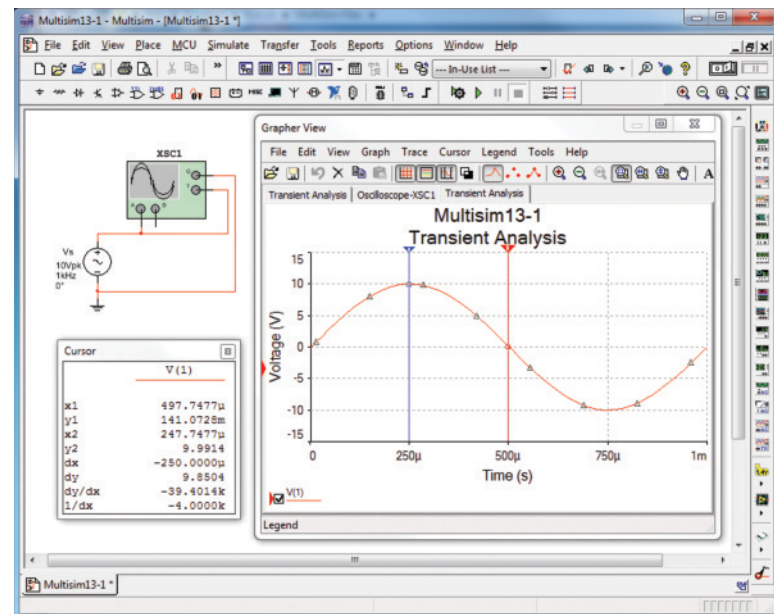 Multisim13-1 - Multisim - [Multisim13-1 *]
File Edit View Place MCU Simulate Transfer Tools Reports Options Window Help
--- In-Use List ---
XSC1
G
T
A B
Vs
10Vpk
1kHz
0°
Grapher View
File Edit View Graph Trace Cursor Legend Tools Help
A
Transient Analysis Oscilloscope-XSC1 Transient Analysis
Multisim13-1
Transient Analysis
Voltage (V)
15
10
5
0
-5
-10
-15
0 250μ 500μ 750μ 1m
Time (s)
V(1)
Legend
Cursor
V(1)
x1 497.7477μ
y1 141.0728m
x2 247.7477μ
y2 9.9914
dx -250.0000μ
dy 9.8504
dy/dx -39.4014k
1/dx -4.0000k
Multisim13-1 *